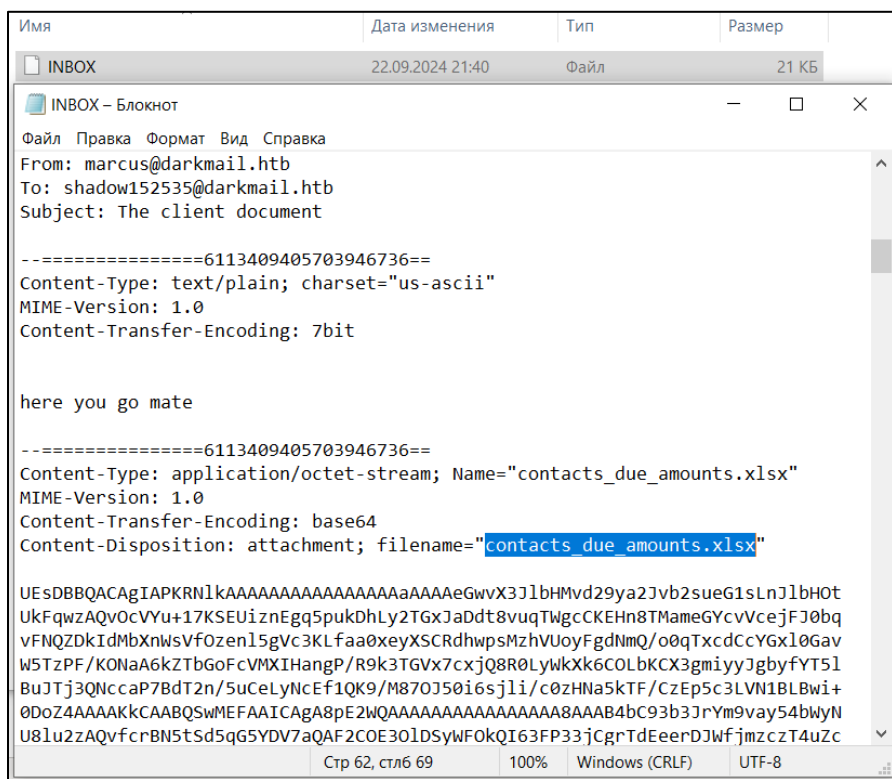 Имя Дата изменения Тип Размер
INBOX 22.09.2024 21:40 Файл 21 КБ
INBOX – Блокнот
Файл Правка Формат Вид Справка
From: marcus@darkmail.htb
To: shadow152535@darkmail.htb
Subject: The client document
--===============6113409405703946736==
Content-Type: text/plain; charset="us-ascii"
MIME-Version: 1.0
Content-Transfer-Encoding: 7bit
here you go mate
--===============6113409405703946736==
Content-Type: application/octet-stream; Name="contacts_due_amounts.xlsx"
MIME-Version: 1.0
Content-Transfer-Encoding: base64
Content-Disposition: attachment; filename="contacts_due_amounts.xlsx"
UEsDBBQACAgIAPKRNlkAAAAAAAAAAAAAAAAaAAAAeGwvX3JlbHMvd29ya2Jvb2sueG1sLnJlbHOt
UkFqwzAQvOcVYu+17KSEUiznEgq5pukDhLy2TGxJaDdt8vuqTWgcCKEHn8TMameGYcvVcejFJ0bq
vFNQZDkIdMbXnWsVfOzenl5gVc3KLfaa0xeyXSCRdhwpsMzhVUoyFgdNmQ/o0qTxcdCcYGxl0Gav
W5TzPF/KONaA6kZTbGoFcVMXIHangP/R9k3TGVx7cxjQ8R0LyWkXk6COLbKCX3gmiyyJgbyfYT5l
BuJTj3QNccaP7BdT2n/5uCeLyNcEf1QK9/M87OJ50i6sjli/c0zHNa5kTF/CzEp5c3LVN1BLBwi+
0DoZ4AAAAKkCAABQSwMEFAAICAgA8pE2WQAAAAAAAAAAAAAAAA8AAAB4bC93b3JrYm9vay54bWyN
U8lu2zAQvfcrBN5tSd5qG5YDV7aQAF2COE3OlDSyWFOkQI63FP33jCgrTdEeerDJWfjmzczT4uZc
Стр 62, стлб 69 100% Windows (CRLF) UTF-8